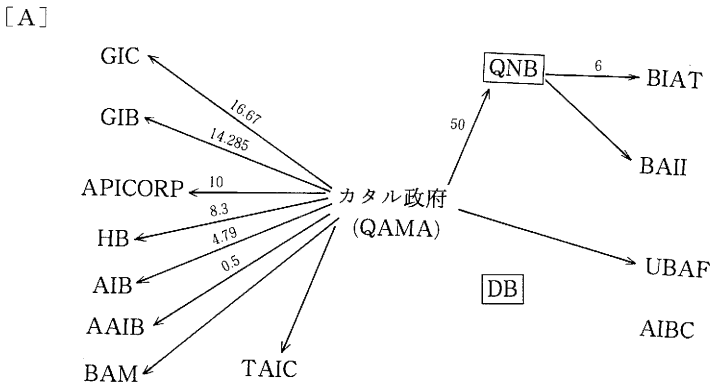 [A]
GIC
GIB
APICORP
HB
AIB
AAIB
BAM
TAIC
16.67
14.285
10
8.3
4.79
0.5
カタル政府
(QAMA)
50
QNB
6
BIAT
BAII
UBAF
DB
AIBC